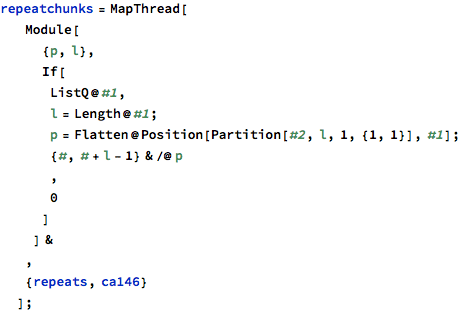 repeatchunks = MapThread[
Module[
{p, l},
If[
ListQ@#1,
l = Length@#1;
p = Flatten@Position[Partition[#2, l, 1, {1, 1}], #1];
{#, # + l - 1} & /@ p
,
0
]
] &
,
{repeats, ca146}
];